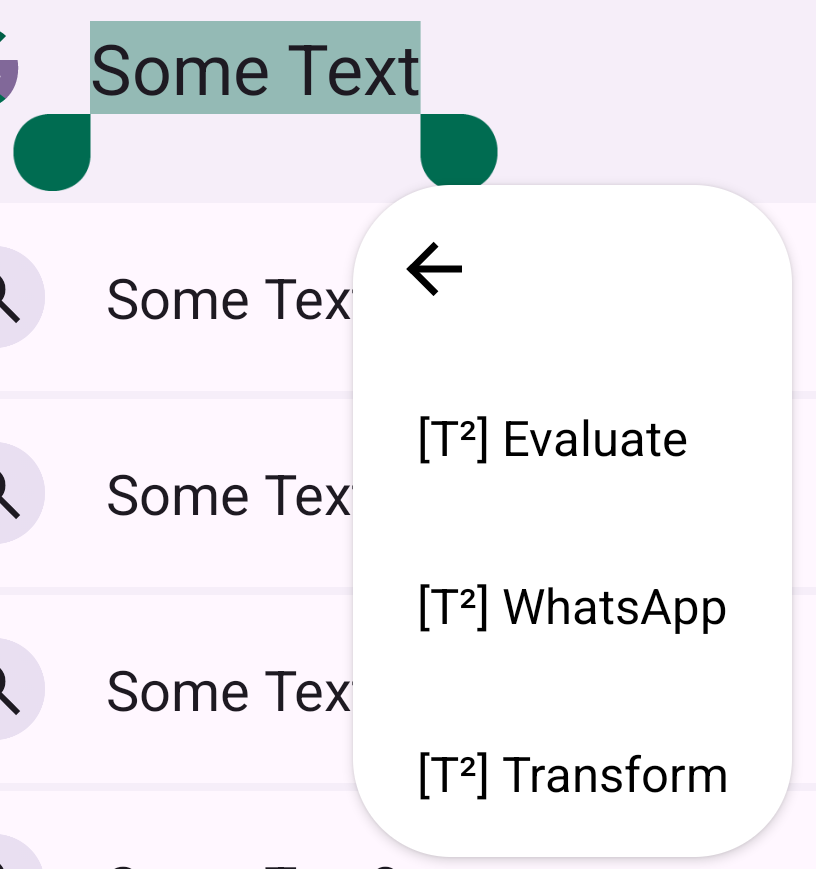 Some Text
Some Tex
[T²] Evaluate
Some Tex
[T²] WhatsApp
Some Tex
[T²] Transform